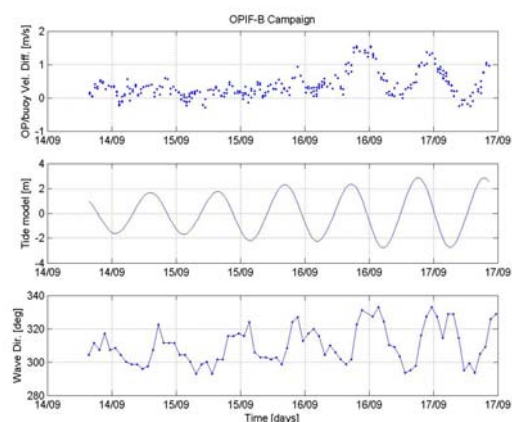 OPIF-B Campaign
OP/buoy Vel. Diff. [m/s]
2
1
0
-1
14/09 14/09 15/09 15/09 16/09 16/09 17/09 17/09
Tide model [m]
4
2
0
-2
-4
14/09 14/09 15/09 15/09 16/09 16/09 17/09 17/09
Wave Dir. [deg]
340
320
300
280
14/09 14/09 15/09 15/09 16/09 16/09 17/09 17/09
Time [days]